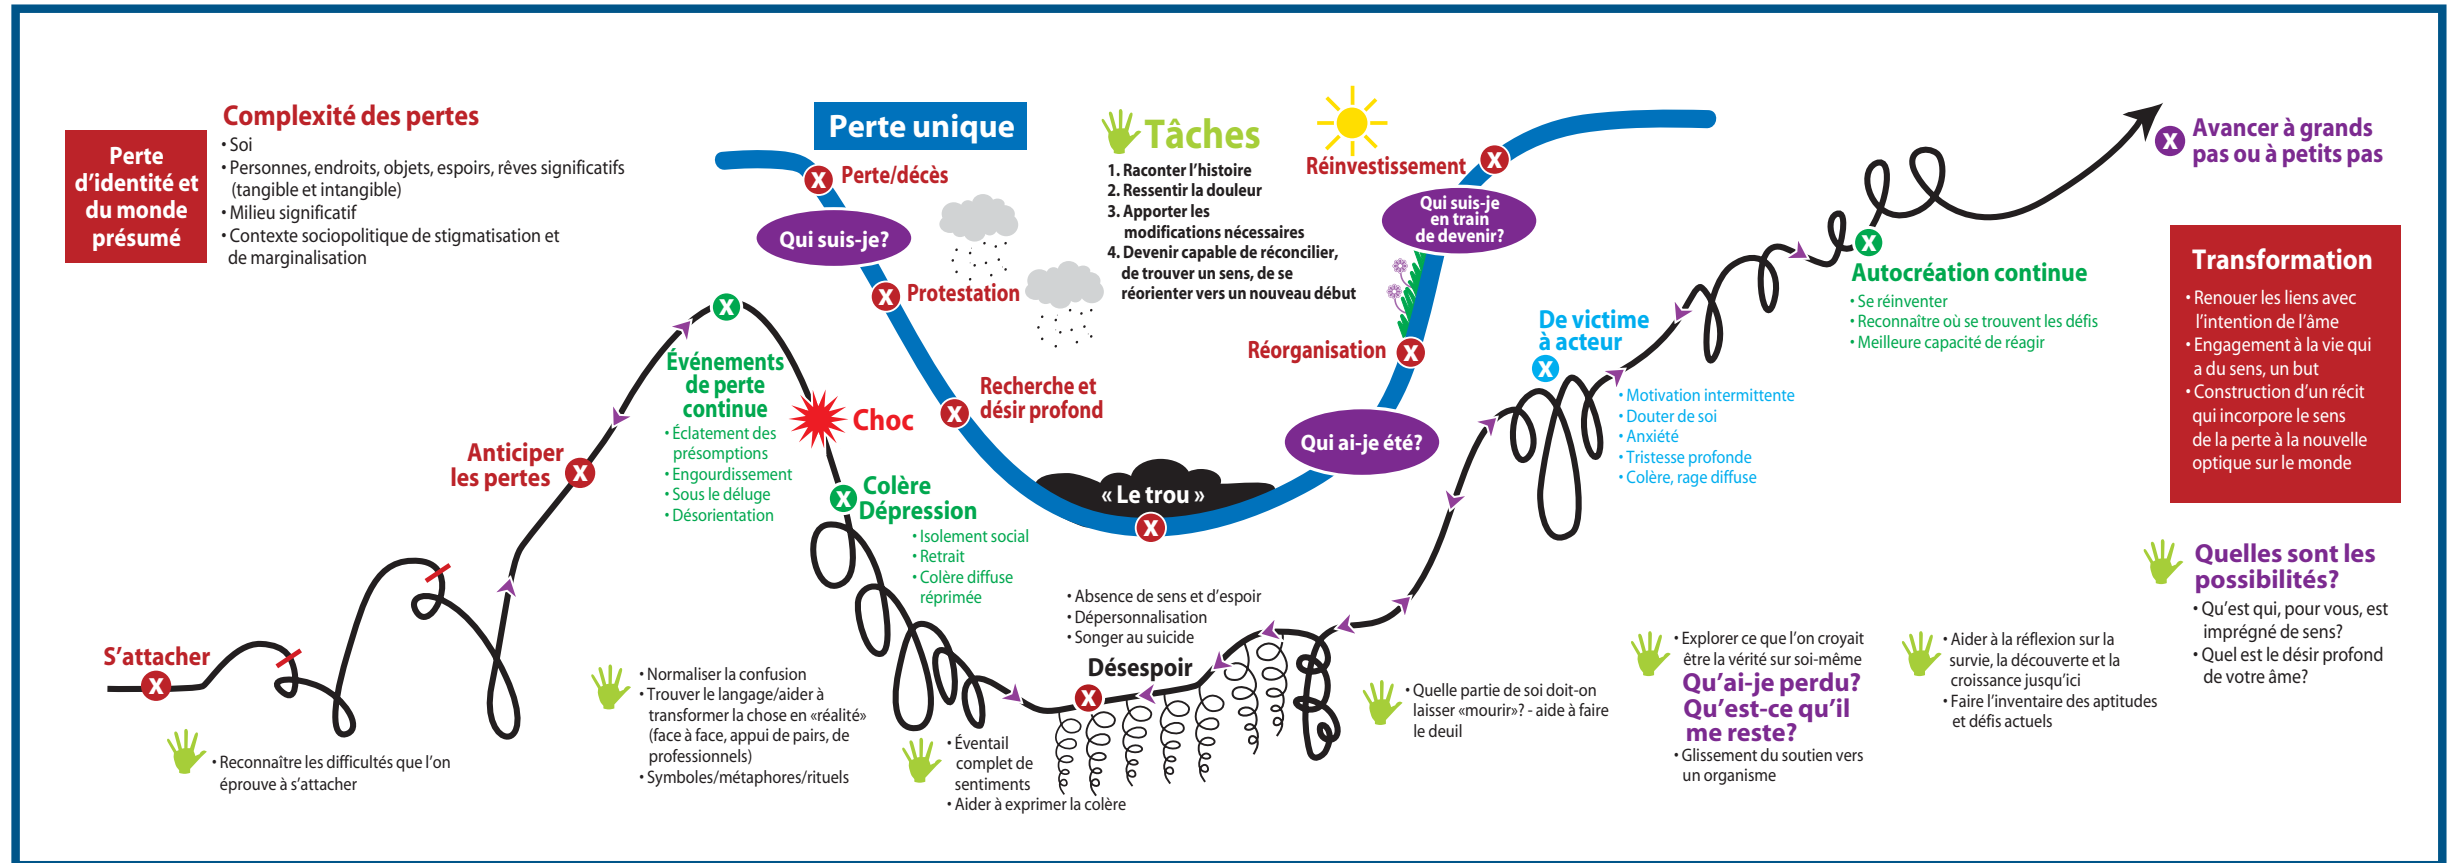 Perte
d’identité et
du monde
présumé
Complexité des pertes
• Soi
• Personnes, endroits, objets, espoirs, rêves significatifs
(tangible et intangible)
• Milieu significatif
• Contexte sociopolitique de stigmatisation et
de marginalisation
Perte unique
X Perte/décès
Qui suis-je?
X Protestation
X Recherche et
désir profond
« Le trou »
X
Qui ai-je été?
Réorganisation X
Qui suis-je
en train
de devenir?
Réinvestissement X
Tâches
1. Raconter l’histoire
2. Ressentir la douleur
3. Apporter les
modifications nécessaires
4. Devenir capable de réconcilier,
de trouver un sens, de se
réorienter vers un nouveau début
S’attacher
X
• Reconnaître les difficultés que l’on
éprouve à s’attacher
Anticiper
les pertes X
X
Événements
de perte
continue
• Éclatement des
présomptions
• Engourdissement
• Sous le déluge
• Désorientation
Choc
X Colère
Dépression
• Isolement social
• Retrait
• Colère diffuse
réprimée
• Normaliser la confusion
• Trouver le langage/aider à
transformer la chose en «réalité»
(face à face, appui de pairs, de
professionnels)
• Symboles/métaphores/rituels
• Éventail
complet de
sentiments
• Aider à exprimer la colère
• Absence de sens et d’espoir
• Dépersonnalisation
• Songer au suicide
Désespoir
X
• Quelle partie de soi doit-on
laisser «mourir»? - aide à faire
le deuil
De victime
à acteur
X
• Motivation intermittente
• Douter de soi
• Anxiété
• Tristesse profonde
• Colère, rage diffuse
• Explorer ce que l’on croyait
être la vérité sur soi-même
Qu’ai-je perdu?
Qu’est-ce qu’il
me reste?
• Glissement du soutien vers
un organisme
X
Autocréation continue
• Se réinventer
• Reconnaître où se trouvent les défis
• Meilleure capacité de réagir
• Aider à la réflexion sur la
survie, la découverte et la
croissance jusqu’ici
• Faire l’inventaire des aptitudes
et défis actuels
X Avancer à grands
pas ou à petits pas
Transformation
• Renouer les liens avec
l’intention de l’âme
• Engagement à la vie qui
a du sens, un but
• Construction d’un récit
qui incorpore le sens
de la perte à la nouvelle
optique sur le monde
Quelles sont les
possibilités?
• Qu’est qui, pour vous, est
imprégné de sens?
• Quel est le désir profond
de votre âme?